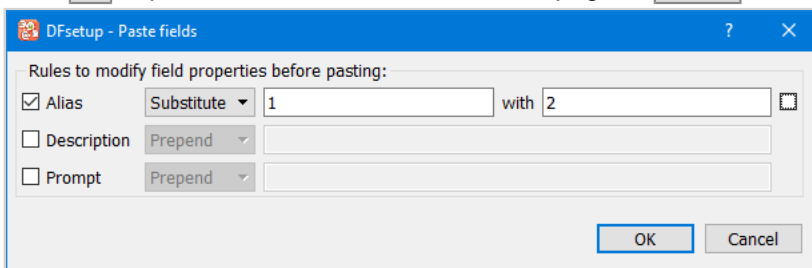 DFsetup - Paste fields ? ×
Rules to modify field properties before pasting:
Alias Substitute 1 with 2
Description Prepend
Prompt Prepend
OK Cancel